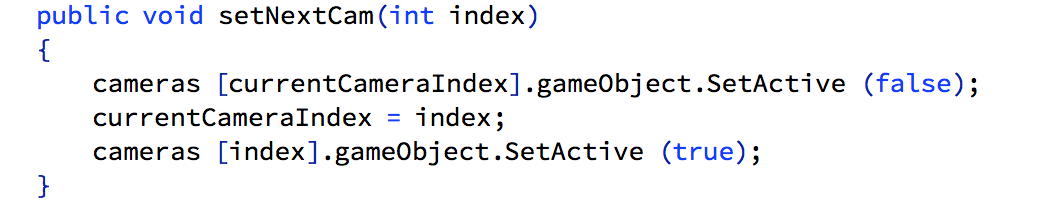 public void setNextCam(int index)
{
cameras [currentCameraIndex].gameObject.SetActive (false);
currentCameraIndex = index;
cameras [index].gameObject.SetActive (true);
}